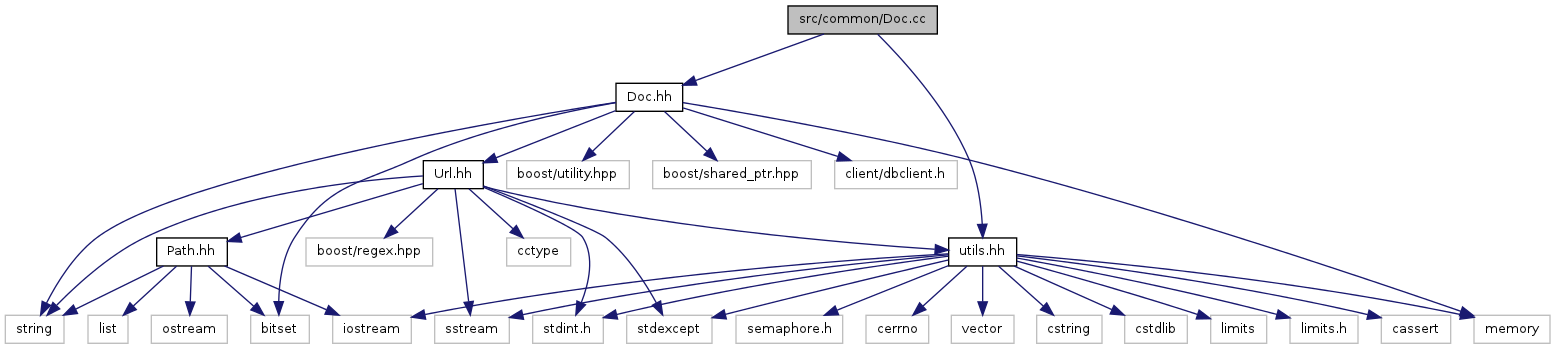 src/common/Doc.cc
Doc.hh
Url.hh
boost/utility.hpp
boost/shared_ptr.hpp
client/dbclient.h
Path.hh
boost/regex.hpp
cctype
utils.hh
string
list
ostream
bitset
iostream
sstream
stdint.h
stdexcept
semaphore.h
cerrno
vector
cstring
cstdlib
limits
limits.h
cassert
memory